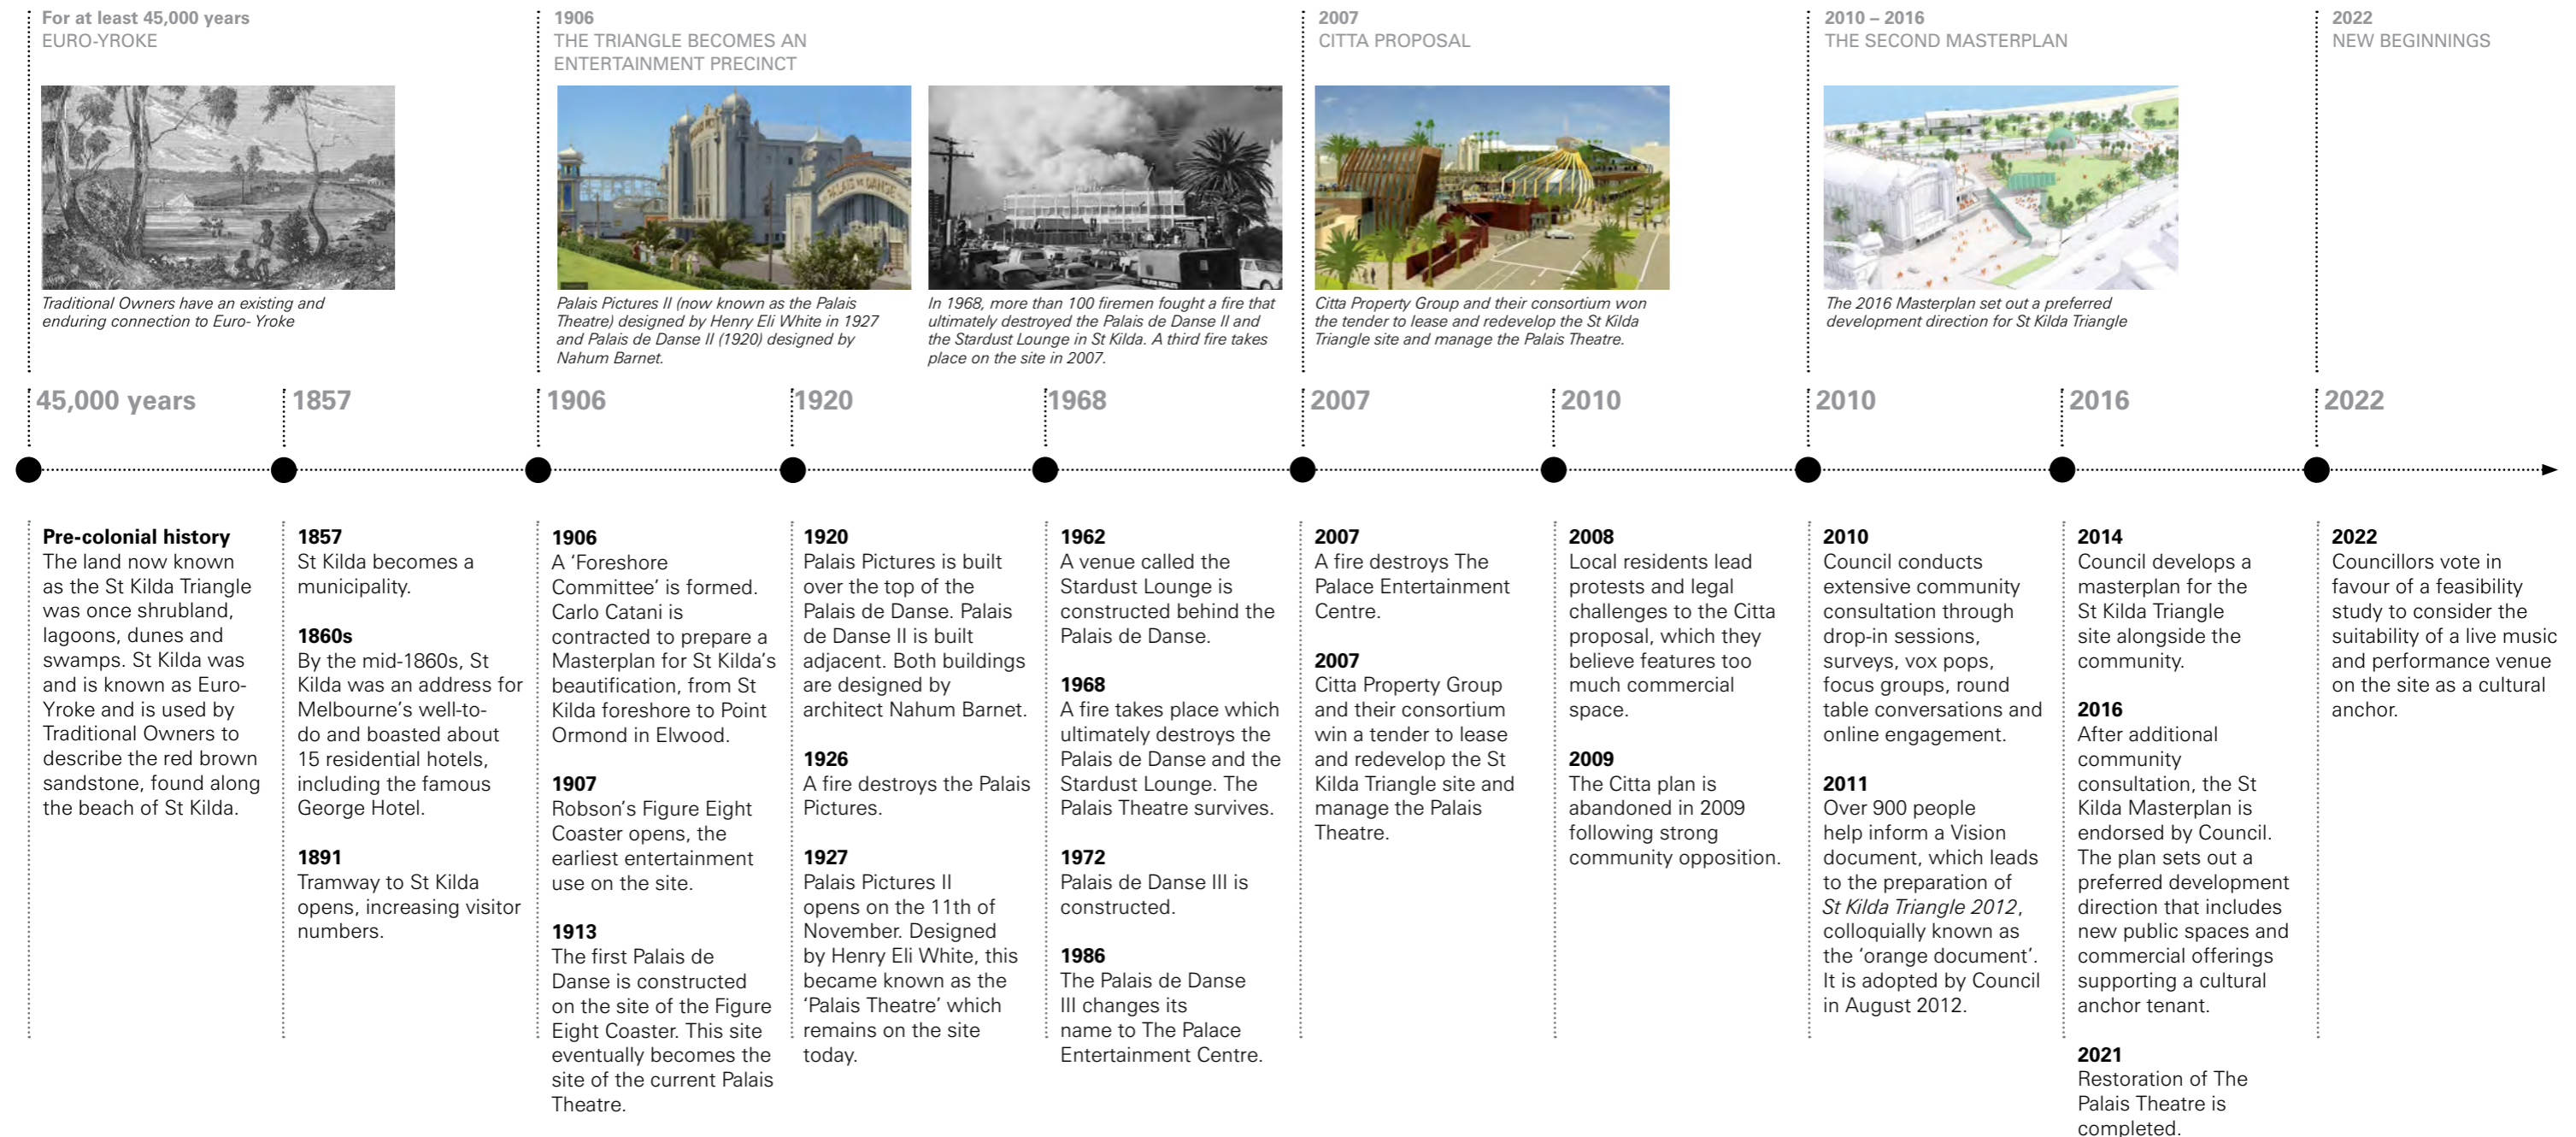 For at least 45,000 years
EURO-YROKE
Traditional Owners have an existing and
enduring connection to Euro- Yroke
1906
THE TRIANGLE BECOMES AN
ENTERTAINMENT PRECINCT
PALAIS DE DANSE
Palais Pictures II (now known as the Palais
Theatre) designed by Henry Eli White in 1927
and Palais de Danse II (1920) designed by
Nahum Barnet.
In 1968, more than 100 firemen fought a fire that
ultimately destroyed the Palais de Danse II and
the Stardust Lounge in St Kilda. A third fire takes
place on the site in 2007.
2007
CITTA PROPOSAL
Citta Property Group and their consortium won
the tender to lease and redevelop the St Kilda
Triangle site and manage the Palais Theatre.
2010 – 2016
THE SECOND MASTERPLAN
The 2016 Masterplan set out a preferred
development direction for St Kilda Triangle
2022
NEW BEGINNINGS
45,000 years
1857
1906
1920
1968
2007
2010
2010
2016
2022
Pre-colonial history
The land now known
as the St Kilda Triangle
was once shrubland,
lagoons, dunes and
swamps. St Kilda was
and is known as Euro-
Yroke and is used by
Traditional Owners to
describe the red brown
sandstone, found along
the beach of St Kilda.
1857
St Kilda becomes a
municipality.
1860s
By the mid-1860s, St
Kilda was an address for
Melbourne's well-to-
do and boasted about
15 residential hotels,
including the famous
George Hotel.
1891
Tramway to St Kilda
opens, increasing visitor
numbers.
1906
A 'Foreshore
Committee' is formed.
Carlo Catani is
contracted to prepare a
Masterplan for St Kilda's
beautification, from St
Kilda foreshore to Point
Ormond in Elwood.
1907
Robson's Figure Eight
Coaster opens, the
earliest entertainment
use on the site.
1913
The first Palais de
Danse is constructed
on the site of the Figure
Eight Coaster. This site
eventually becomes the
site of the current Palais
Theatre.
1920
Palais Pictures is built
over the top of the
Palais de Danse. Palais
de Danse II is built
adjacent. Both buildings
are designed by
architect Nahum Barnet.
1926
A fire destroys the Palais
Pictures.
1927
Palais Pictures II
opens on the 11th of
November. Designed
by Henry Eli White, this
became known as the
'Palais Theatre' which
remains on the site
today.
1962
A venue called the
Stardust Lounge is
constructed behind the
Palais de Danse.
1968
A fire takes place which
ultimately destroys the
Palais de Danse and the
Stardust Lounge. The
Palais Theatre survives.
1972
Palais de Danse III is
constructed.
1986
The Palais de Danse
III changes its
name to The Palace
Entertainment Centre.
2007
A fire destroys The
Palace Entertainment
Centre.
2007
Citta Property Group
and their consortium
win a tender to lease
and redevelop the St
Kilda Triangle site and
manage the Palais
Theatre.
2008
Local residents lead
protests and legal
challenges to the Citta
proposal, which they
believe features too
much commercial
space.
2009
The Citta plan is
abandoned in 2009
following strong
community opposition.
2010
Council conducts
extensive community
consultation through
drop-in sessions,
surveys, vox pops,
focus groups, round
table conversations and
online engagement.
2011
Over 900 people
help inform a Vision
document, which leads
to the preparation of
St Kilda Triangle 2012,
colloquially known as
the 'orange document'.
It is adopted by Council
in August 2012.
2014
Council develops a
masterplan for the
St Kilda Triangle
site alongside the
community.
2016
After additional
community
consultation, the St
Kilda Masterplan is
endorsed by Council.
The plan sets out a
preferred development
direction that includes
new public spaces and
commercial offerings
supporting a cultural
anchor tenant.
2021
Restoration of The
Palais Theatre is
completed.
2022
Councillors vote in
favour of a feasibility
study to consider the
suitability of a live music
and performance venue
on the site as a cultural
anchor.